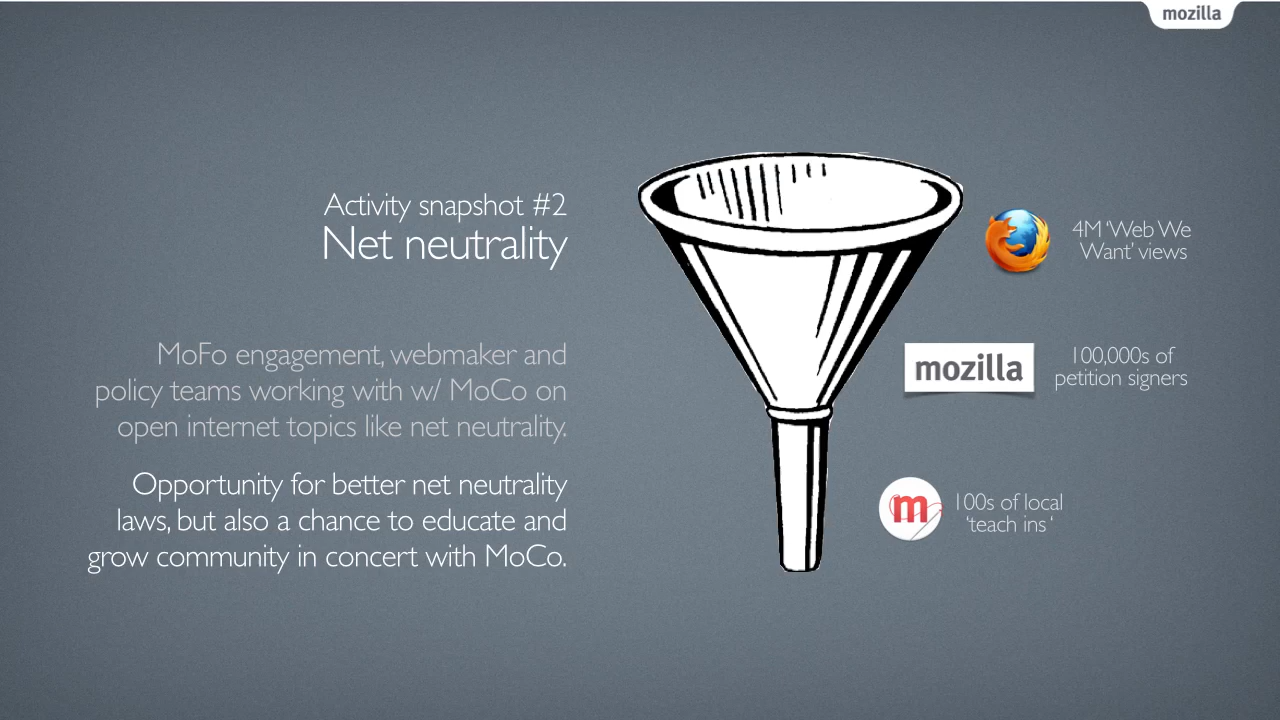 mozilla
Activity snapshot #2
Net neutrality
MoFo engagement, webmaker and
policy teams working with w/ MoCo on
open internet topics like net neutrality.
Opportunity for better net neutrality
laws, but also a chance to educate and
grow community in concert with MoCo.
4M ‘Web We
Want’ views
mozilla
100,000s of
petition signers
m
100s of local
‘teach ins ‘